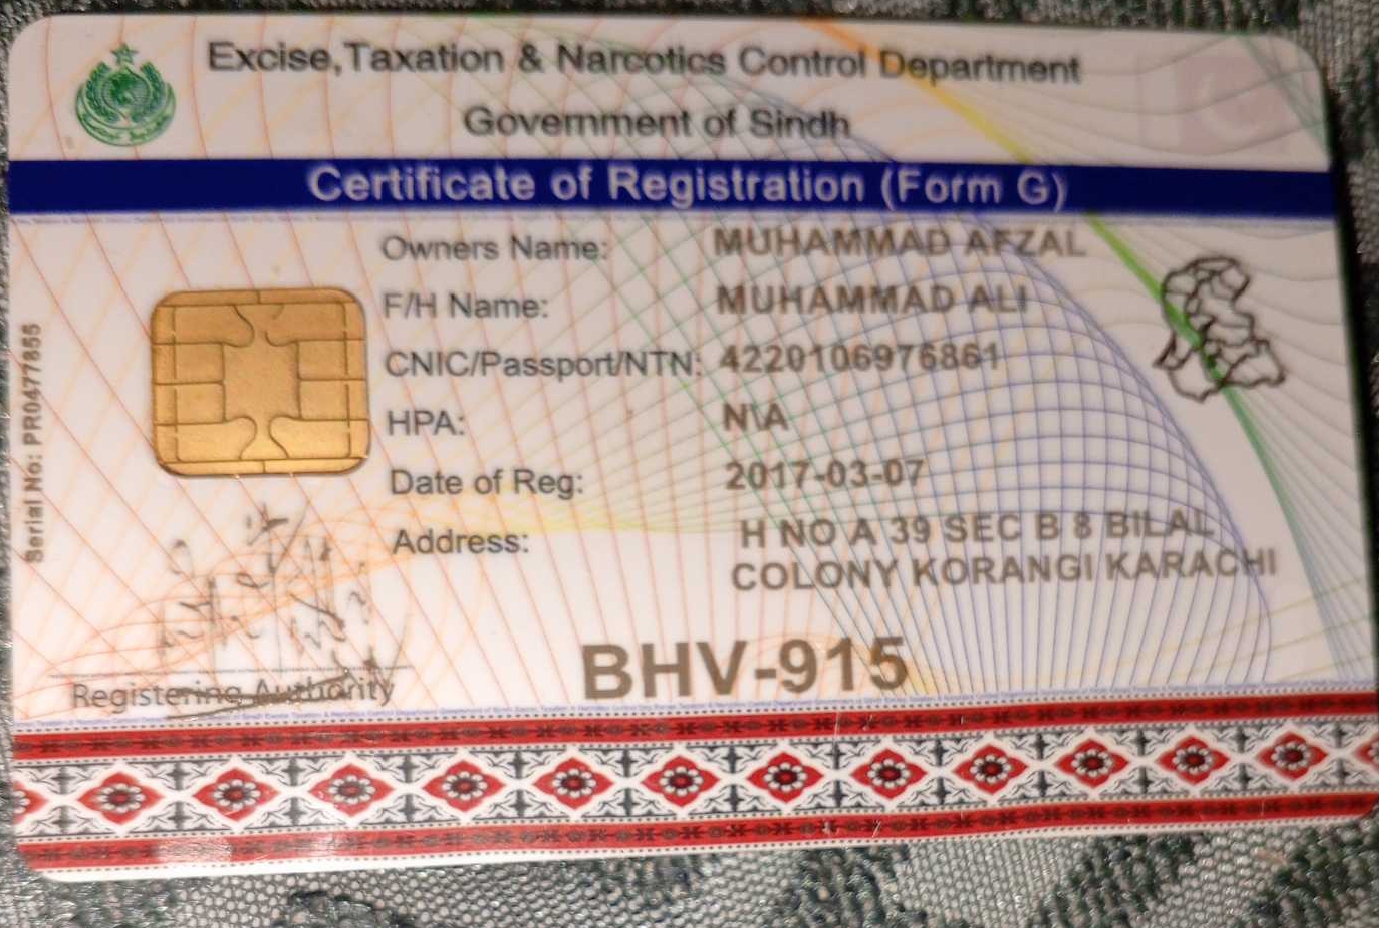 Excise,Taxation & Narcotics Control Department
Government of Sindh
Certificate of Registration (Form G)
Owners Name: MUHAMMAD AFZAL
F/H Name: MUHAMMAD ALI
CNIC/Passport/NTN: 4220106976861
HPA: N\A
Date of Reg: 2017-03-07
Address: H NO A 39 SEC B 8 BILAL
COLONY KORANGI KARACHI
BHV-915
Registering Authority
Serial No: PR0477855